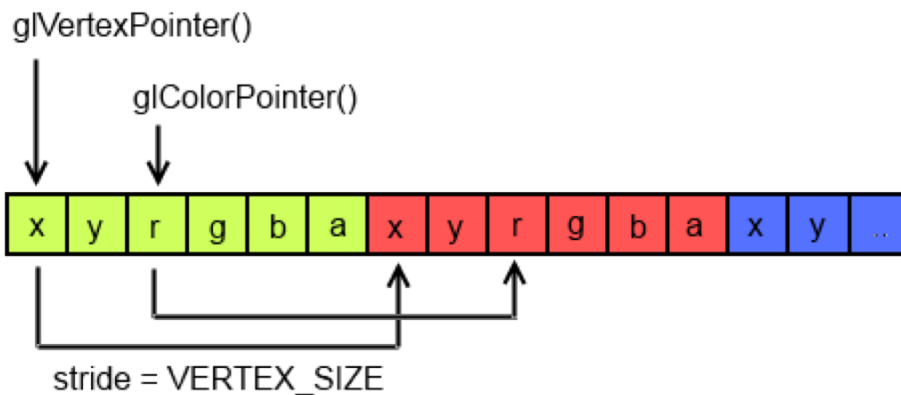 glVertexPointer()
glColorPointer()
x y r g b a x y r g b a x y ..
stride = VERTEX_SIZE